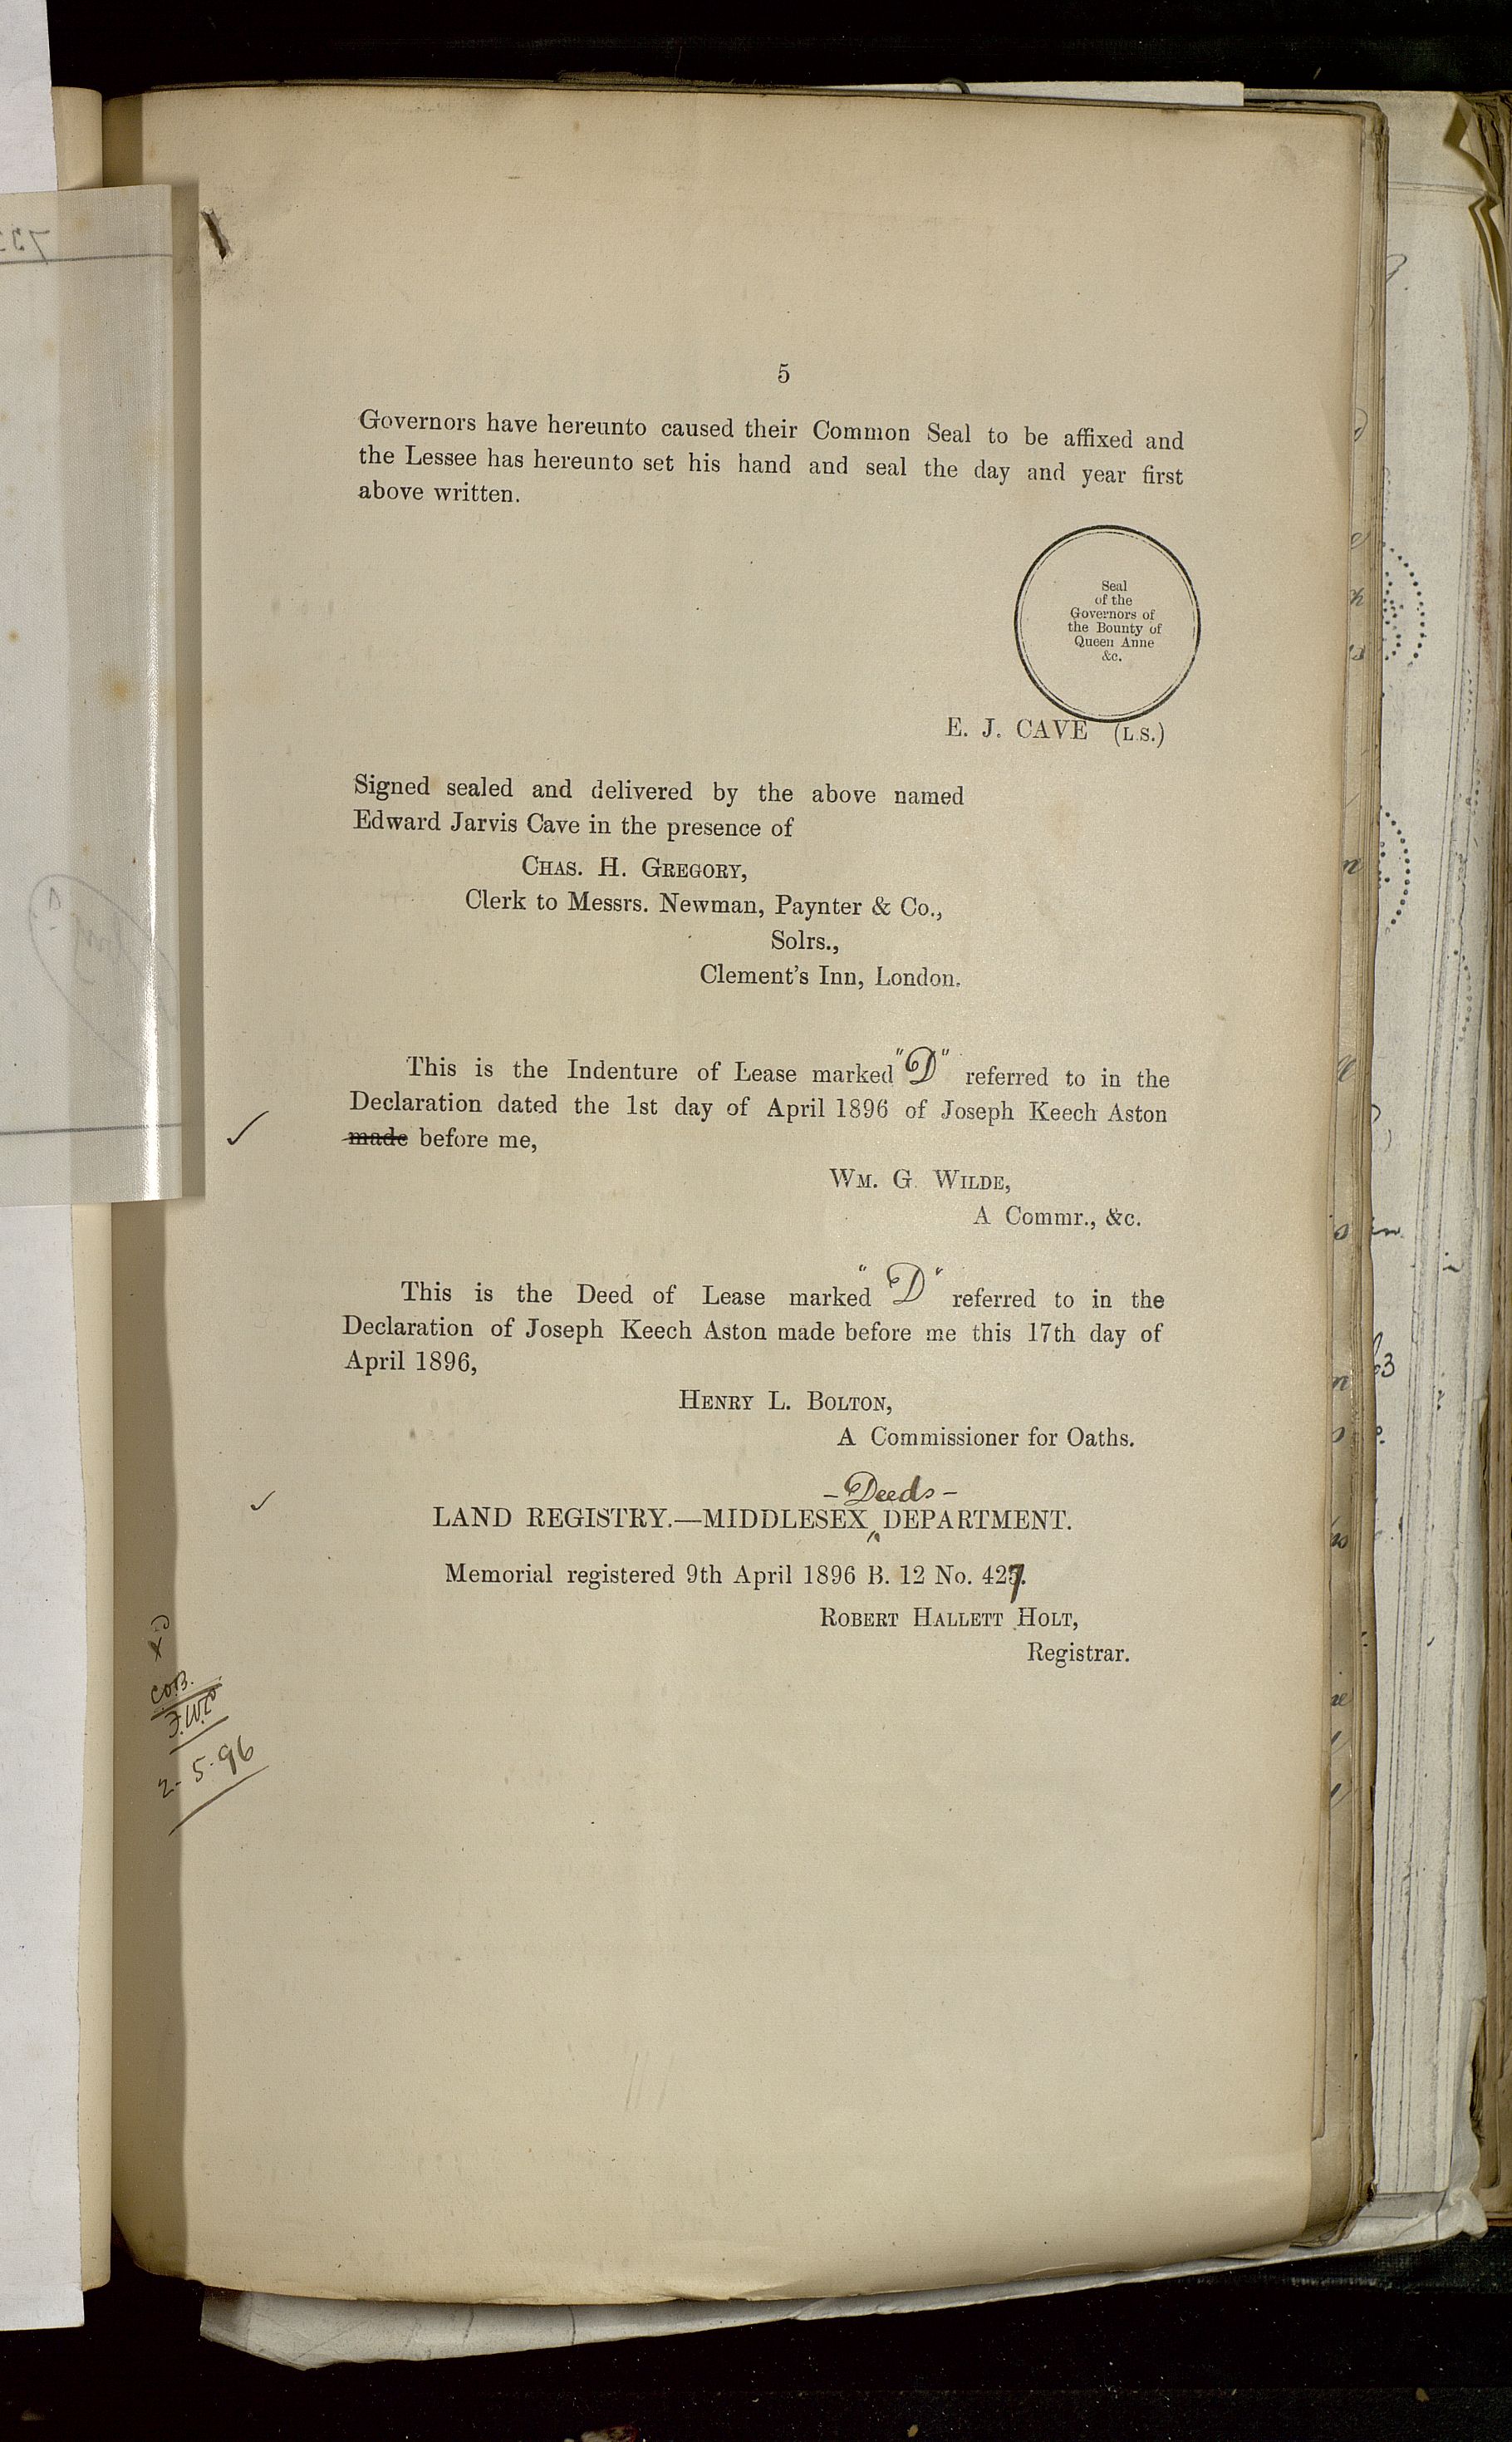 5
Governors have hereunto caused their Common Seal to be affixed and
the Lessee has hereunto set his hand and seal the day and year first
above written.
Seal
of the
Governors of
the Bounty of
Queen Anne
&c.
E. J. CAVE (L.S.)
Signed sealed and delivered by the above named
Edward Jarvis Cave in the presence of
CHAS. H. GREGORY,
Clerk to Messrs. Newman, Paynter & Co.,
Solrs.,
Clement's Inn, London.
This is the Indenture of Lease marked "D" referred to in the
Declaration dated the 1st day of April 1896 of Joseph Keech Aston
made before me,
WM. G. WILDE,
A Commr., &c.
This is the Deed of Lease marked "D" referred to in the
Declaration of Joseph Keech Aston made before me this 17th day of
April 1896,
HENRY L. BOLTON,
A Commissioner for Oaths.
- Deeds -
LAND REGISTRY.—MIDDLESEX DEPARTMENT.
Memorial registered 9th April 1896 B. 12 No. 427.
ROBERT HALLETT HOLT,
Registrar.
2-5-96